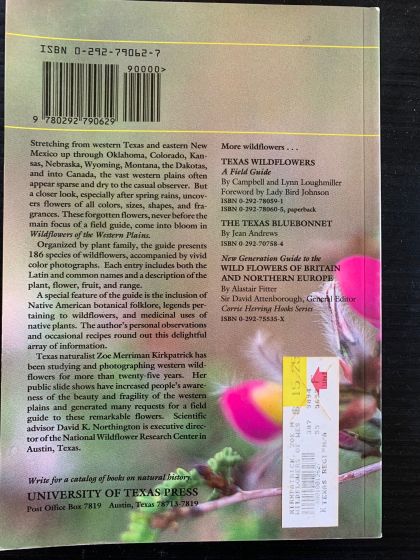 ISBN 0-292-79062-7
90000>
9 780292 790629
Stretching from western Texas and eastern New
Mexico up through Oklahoma, Colorado, Kan-
sas, Nebraska, Wyoming, Montana, the Dakotas,
and into Canada, the vast western plains often
appear sparse and dry to the casual observer. But
a closer look, especially after spring rains, uncov-
ers flowers of all colors, sizes, shapes, and fra-
grances. These forgotten flowers, never before the
main focus of a field guide, come into bloom in
Wildflowers of the Western Plains.
Organized by plant family, the guide presents
186 species of wildflowers, accompanied by vivid
color photographs. Each entry includes both the
Latin and common names and a description of the
plant, flower, fruit, and range.
A special feature of the guide is the inclusion of
Native American botanical folklore, legends per-
taining to wildflowers, and medicinal uses of
native plants. The author's personal observations
and occasional recipes round out this delightful
array of information.
Texas naturalist Zoe Merriman Kirkpatrick has
been studying and photographing western wild-
flowers for more than twenty-five years. Her
public slide shows have increased people's aware-
ness of the beauty and fragility of the western
plains and generated many requests for a field
guide to these remarkable flowers. Scientific
advisor David K. Northington is executive direc-
tor of the National Wildflower Research Center in
Austin, Texas.
Write for a catalog of books on natural history.
UNIVERSITY OF TEXAS PRESS
Post Office Box 7819 Austin, Texas 78713-7819
More wildflowers . . .
TEXAS WILDFLOWERS
A Field Guide
By Campbell and Lynn Loughmiller
Foreword by Lady Bird Johnson
ISBN 0-292-78059-1
ISBN 0-292-78060-5, paperback
THE TEXAS BLUEBONNET
By Jean Andrews
ISBN 0-292-70758-4
New Generation Guide to the
WILD FLOWERS OF BRITAIN
AND NORTHERN EUROPE
By Alastair Fitter
Sir David Attenborough, General Editor
Corrie Herring Hooks Series
ISBN 0-292-75535-X
KIRKPATRICK ZOE M
WILDFLOWERS OF WES
TEXAS REGI